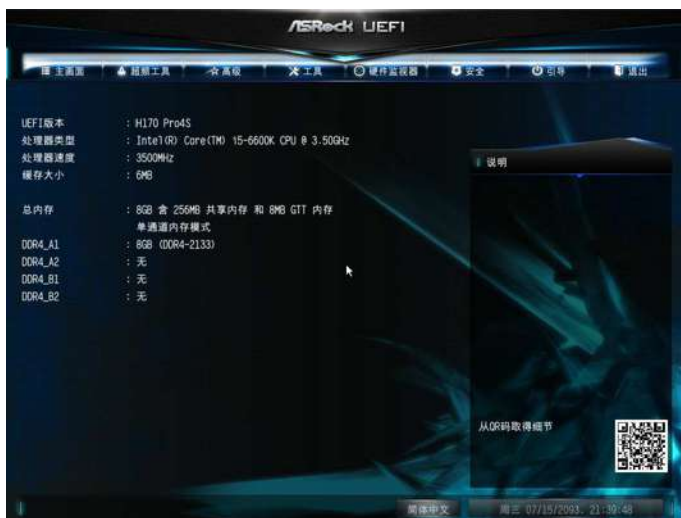 ASRock UEFI
主画面 超频工具 高级 工具 硬件监视器 安全 引导 退出
UEFI版本 : H170 Pro4S
处理器类型 : Intel(R) Core(TM) i5-6600K CPU @ 3.50GHz
处理器速度 : 3500MHz
缓存大小 : 6MB
总内存 : 8GB 含 256MB 共享内存 和 8MB GTT 内存
单通道内存模式
DDR4_A1 : 8GB (DDR4-2133)
DDR4_A2 : 无
DDR4_B1 : 无
DDR4_B2 : 无
说明
从QR码取得细节
简体中文
周三 07/15/2093. 21:39:48